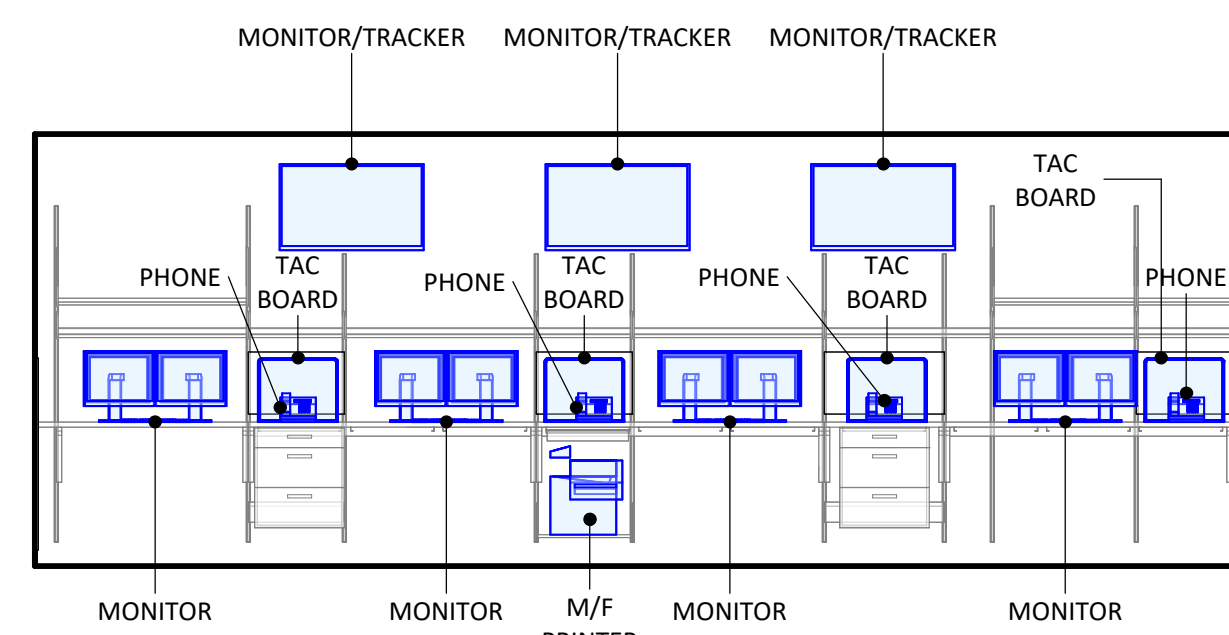 MONITOR/TRACKER
MONITOR/TRACKER
MONITOR/TRACKER
TAC
BOARD
PHONE
TAC
BOARD
PHONE
TAC
BOARD
PHONE
TAC
BOARD
PHONE
MONITOR
MONITOR
M/F
PRINTER
MONITOR
MONITOR